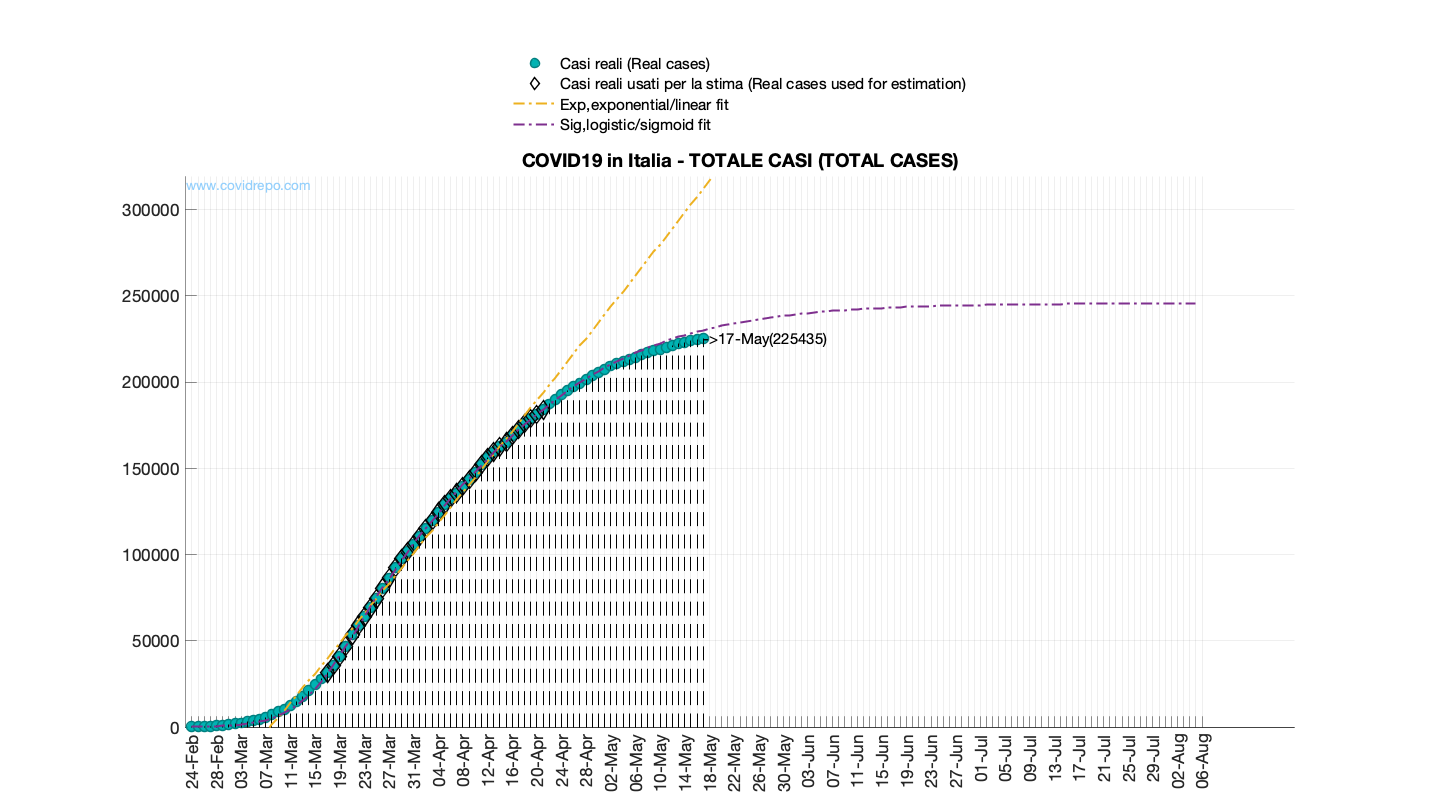 Casi reali (Real cases)
Casi reali usati per la stima (Real cases used for estimation)
Exp,exponential/linear fit
Sig,logistic/sigmoid fit
COVID19 in Italia - TOTALE CASI (TOTAL CASES)
www.covidrepo.com
300000
250000
200000
150000
100000
50000
0
>17-May(225435)
24-Feb
28-Feb
03-Mar
07-Mar
11-Mar
15-Mar
19-Mar
23-Mar
27-Mar
31-Mar
04-Apr
08-Apr
12-Apr
16-Apr
20-Apr
24-Apr
28-Apr
02-May
06-May
10-May
14-May
18-May
22-May
26-May
30-May
03-Jun
07-Jun
11-Jun
15-Jun
19-Jun
23-Jun
27-Jun
01-Jul
05-Jul
09-Jul
13-Jul
17-Jul
21-Jul
25-Jul
29-Jul
02-Aug
06-Aug